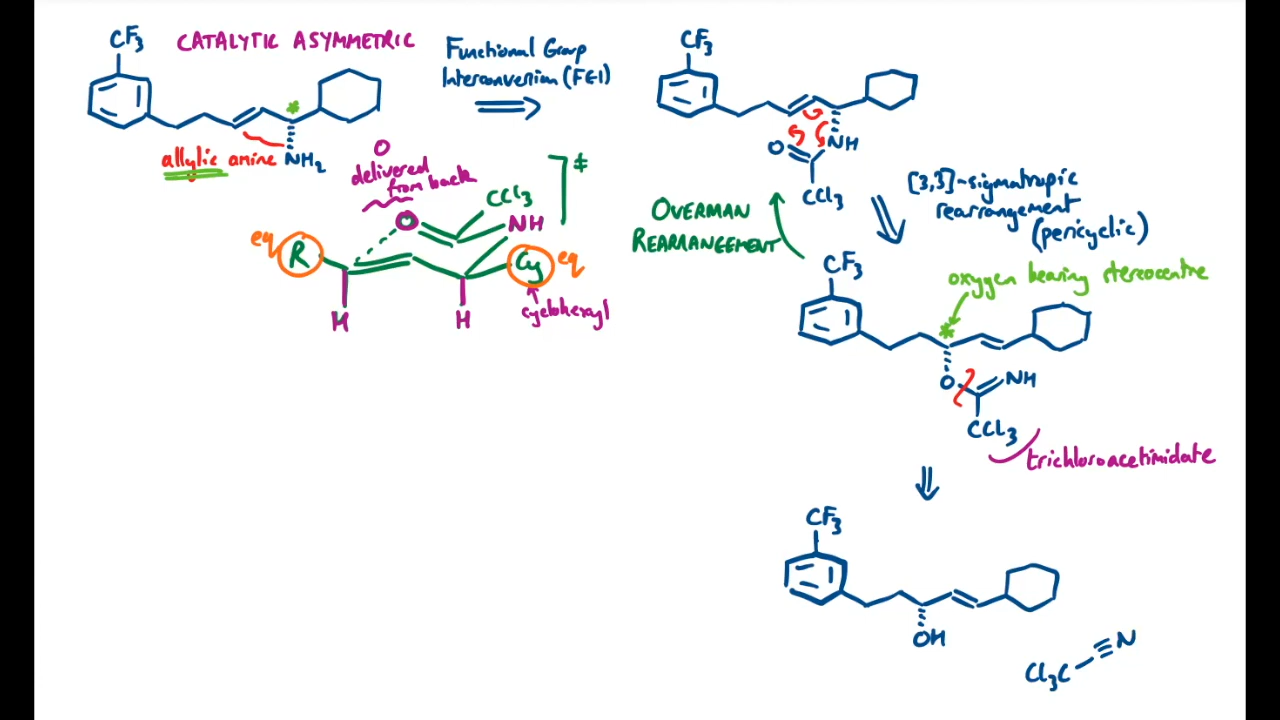 CF3
CATALYTIC ASYMMETRIC
*
allylic amine
NH2
Functional Group
Interconversion (FGI)
CF3
O
NH
CCl3
O
delivered
from back
‡
CCl3
O
NH
eq
R
Cy
eq
H
H
cyclohexyl
OVERMAN
REARRANGEMENT
[3,3]-sigmatropic
rearrangement
(pericyclic)
CF3
oxygen bearing stereocentre
*
O
NH
CCl3
trichloroacetimidate
CF3
OH
Cl3C
N